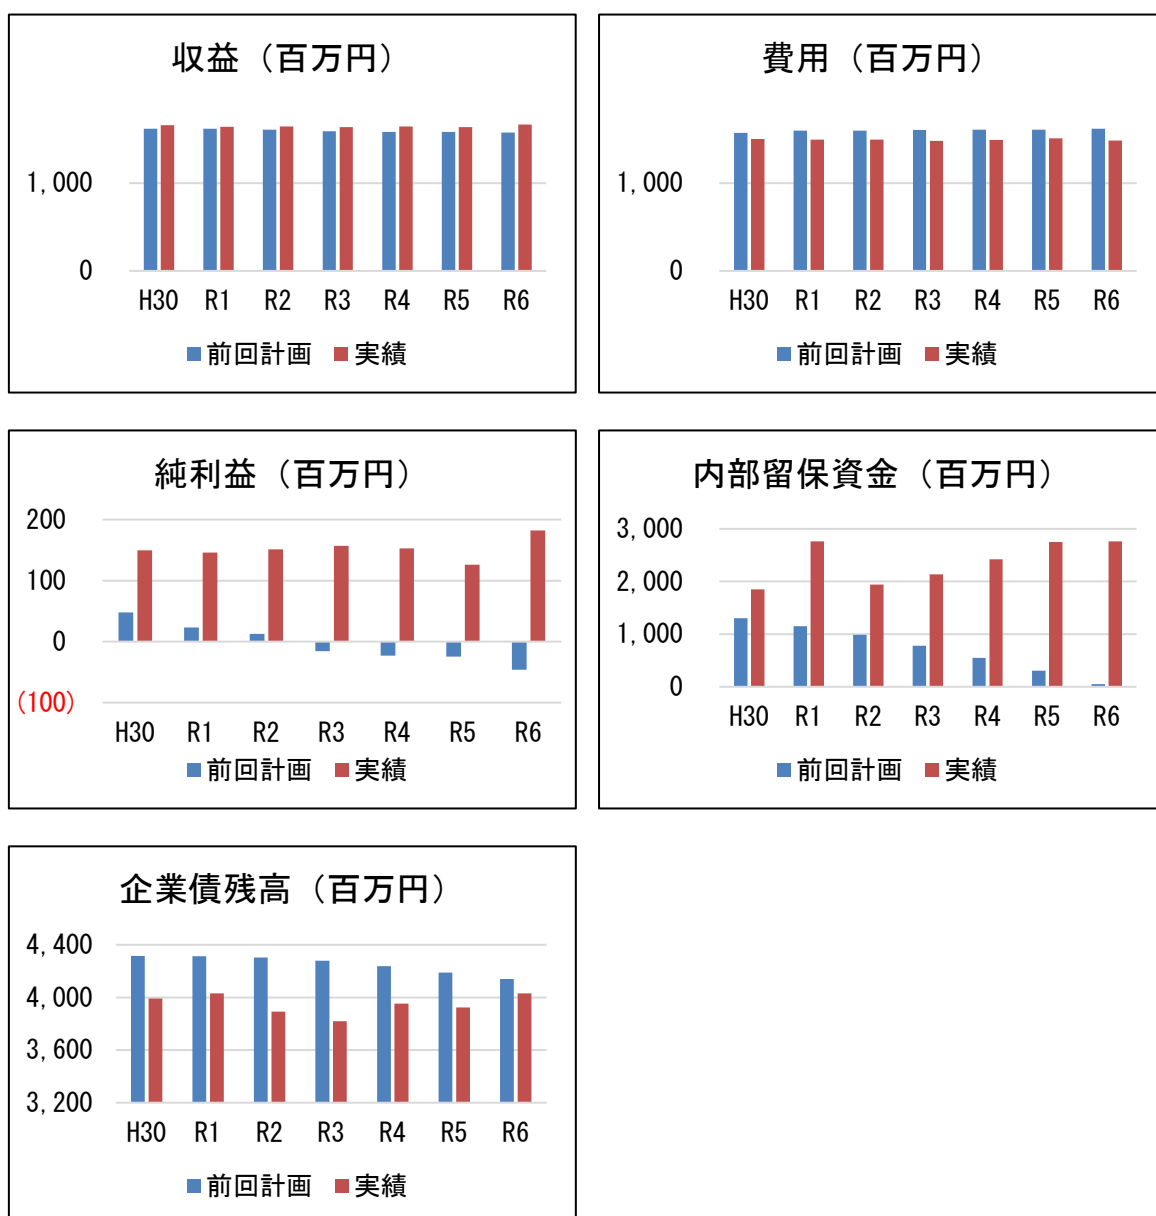 収益（百万円）
1,000
0
H30 R1 R2 R3 R4 R5 R6
前回計画 実績
費用（百万円）
1,000
0
H30 R1 R2 R3 R4 R5 R6
前回計画 実績
純利益（百万円）
200
100
0
(100)
H30 R1 R2 R3 R4 R5 R6
前回計画 実績
内部留保資金（百万円）
3,000
2,000
1,000
0
H30 R1 R2 R3 R4 R5 R6
前回計画 実績
企業債残高（百万円）
4,400
4,000
3,600
3,200
H30 R1 R2 R3 R4 R5 R6
前回計画 実績